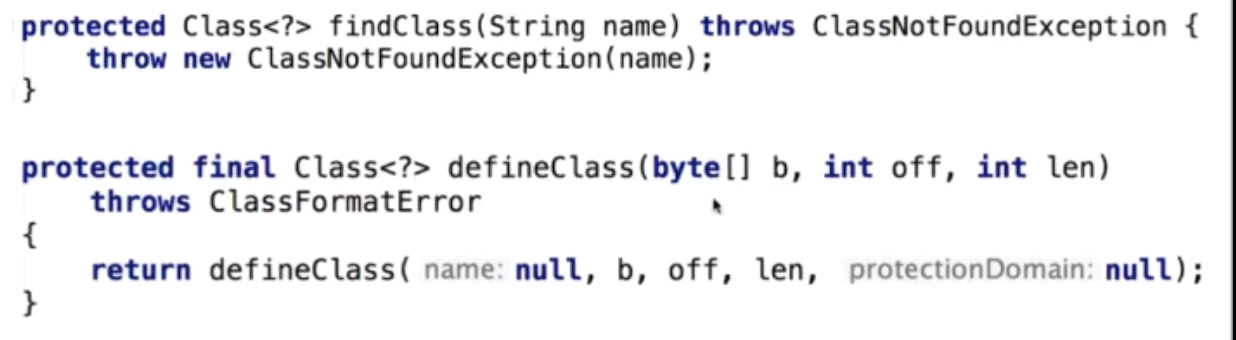 protected Class<?> findClass(String name) throws ClassNotFoundException {
throw new ClassNotFoundException(name);
}
protected final Class<?> defineClass(byte[] b, int off, int len)
throws ClassFormatError
{
return defineClass( name: null, b, off, len, protectionDomain: null);
}